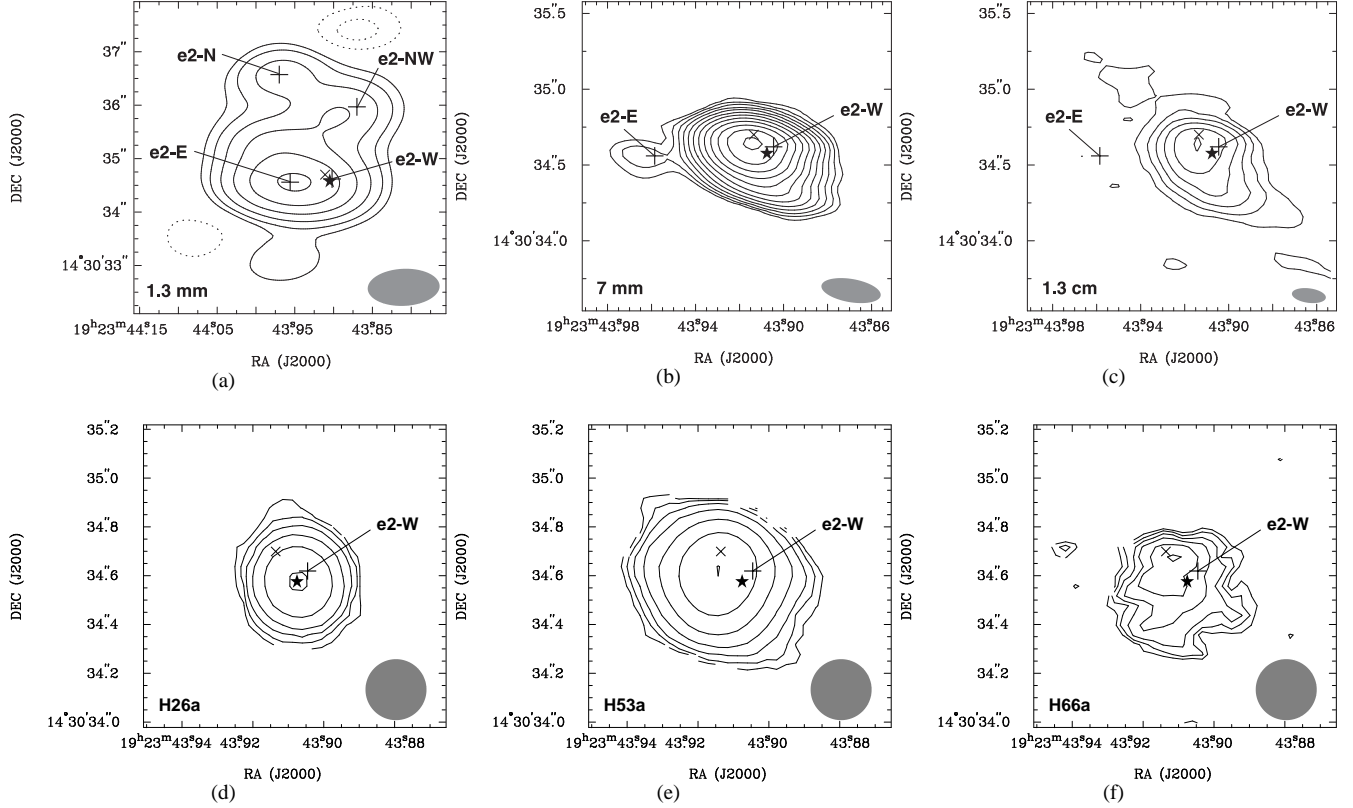 37″
36″
35″
34″
14°30′33″
DEC (J2000)
e2-N
e2-NW
e2-E
e2-W
1.3 mm
19ʰ23ᵐ44ˢ.15
44ˢ.05
43ˢ.95
43ˢ.85
RA (J2000)
(a)
35″.5
35″.0
34″.5
14°30′34″.0
DEC (J2000)
e2-E
e2-W
7 mm
19ʰ23ᵐ43ˢ.98
43ˢ.94
43ˢ.90
43ˢ.86
RA (J2000)
(b)
35″.5
35″.0
34″.5
14°30′34″.0
DEC (J2000)
e2-E
e2-W
1.3 cm
19ʰ23ᵐ43ˢ.98
43ˢ.94
43ˢ.90
43ˢ.86
RA (J2000)
(c)
35″.2
35″.0
34″.8
34″.6
34″.4
34″.2
14°30′34″.0
DEC (J2000)
e2-W
H26a
19ʰ23ᵐ43ˢ.94
43ˢ.92
43ˢ.90
43ˢ.88
RA (J2000)
(d)
35″.2
35″.0
34″.8
34″.6
34″.4
34″.2
14°30′34″.0
DEC (J2000)
e2-W
H53a
19ʰ23ᵐ43ˢ.94
43ˢ.92
43ˢ.90
43ˢ.88
RA (J2000)
(e)
35″.2
35″.0
34″.8
34″.6
34″.4
34″.2
14°30′34″.0
DEC (J2000)
e2-W
H66a
19ʰ23ᵐ43ˢ.94
43ˢ.92
43ˢ.90
43ˢ.88
RA (J2000)
(f)